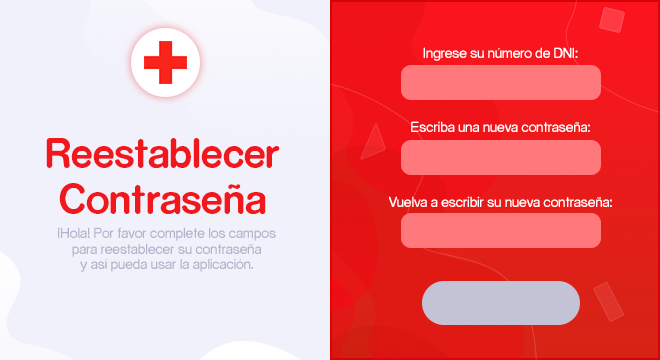 Reestablecer
Contraseña
¡Hola! Por favor complete los campos
para reestablecer su contraseña
y así pueda usar la aplicación.
Ingrese su número de DNI:
Escriba una nueva contraseña:
Vuelva a escribir su nueva contraseña: